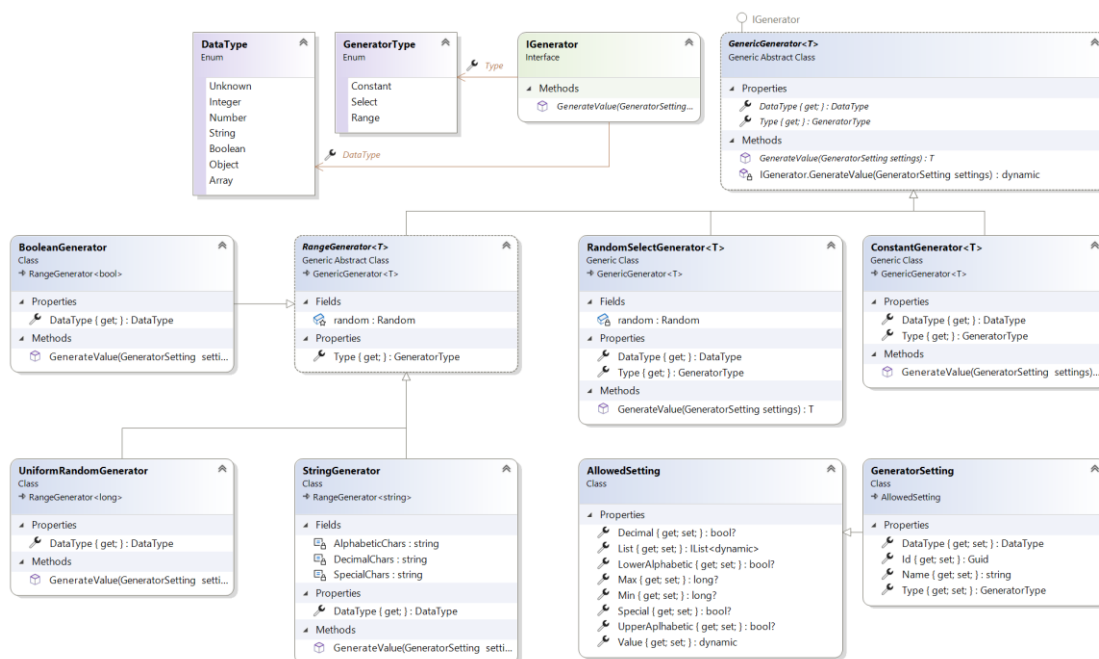 IGenerator
DataType
Enum
Unknown
Integer
Number
String
Boolean
Object
Array
GeneratorType
Enum
Constant
Select
Range
Type
DataType
IGenerator
Interface
Methods
GenerateValue(GeneratorSetting...
GenericGenerator<T>
Generic Abstract Class
Properties
DataType { get; } : DataType
Type { get; } : GeneratorType
Methods
GenerateValue(GeneratorSetting settings) : T
IGenerator.GenerateValue(GeneratorSetting settings) : dynamic
BooleanGenerator
Class
RangeGenerator<bool>
Properties
DataType { get; } : DataType
Methods
GenerateValue(GeneratorSetting setti...
RangeGenerator<T>
Generic Abstract Class
GenericGenerator<T>
Fields
random : Random
Properties
Type { get; } : GeneratorType
RandomSelectGenerator<T>
Generic Class
GenericGenerator<T>
Fields
random : Random
Properties
DataType { get; } : DataType
Type { get; } : GeneratorType
Methods
GenerateValue(GeneratorSetting settings) : T
ConstantGenerator<T>
Generic Class
GenericGenerator<T>
Properties
DataType { get; } : DataType
Type { get; } : GeneratorType
Methods
GenerateValue(GeneratorSetting settings)...
UniformRandomGenerator
Class
RangeGenerator<long>
Properties
DataType { get; } : DataType
Methods
GenerateValue(GeneratorSetting setti...
StringGenerator
Class
RangeGenerator<string>
Fields
AlphabeticChars : string
DecimalChars : string
SpecialChars : string
Properties
DataType { get; } : DataType
Methods
GenerateValue(GeneratorSetting setti...
AllowedSetting
Class
Properties
Decimal { get; set; } : bool?
List { get; set; } : IList<dynamic>
LowerAlphabetic { get; set; } : bool?
Max { get; set; } : long?
Min { get; set; } : long?
Special { get; set; } : bool?
UpperAplhabetic { get; set; } : bool?
Value { get; set; } : dynamic
GeneratorSetting
Class
AllowedSetting
Properties
DataType { get; set; } : DataType
Id { get; set; } : Guid
Name { get; set; } : string
Type { get; set; } : GeneratorType